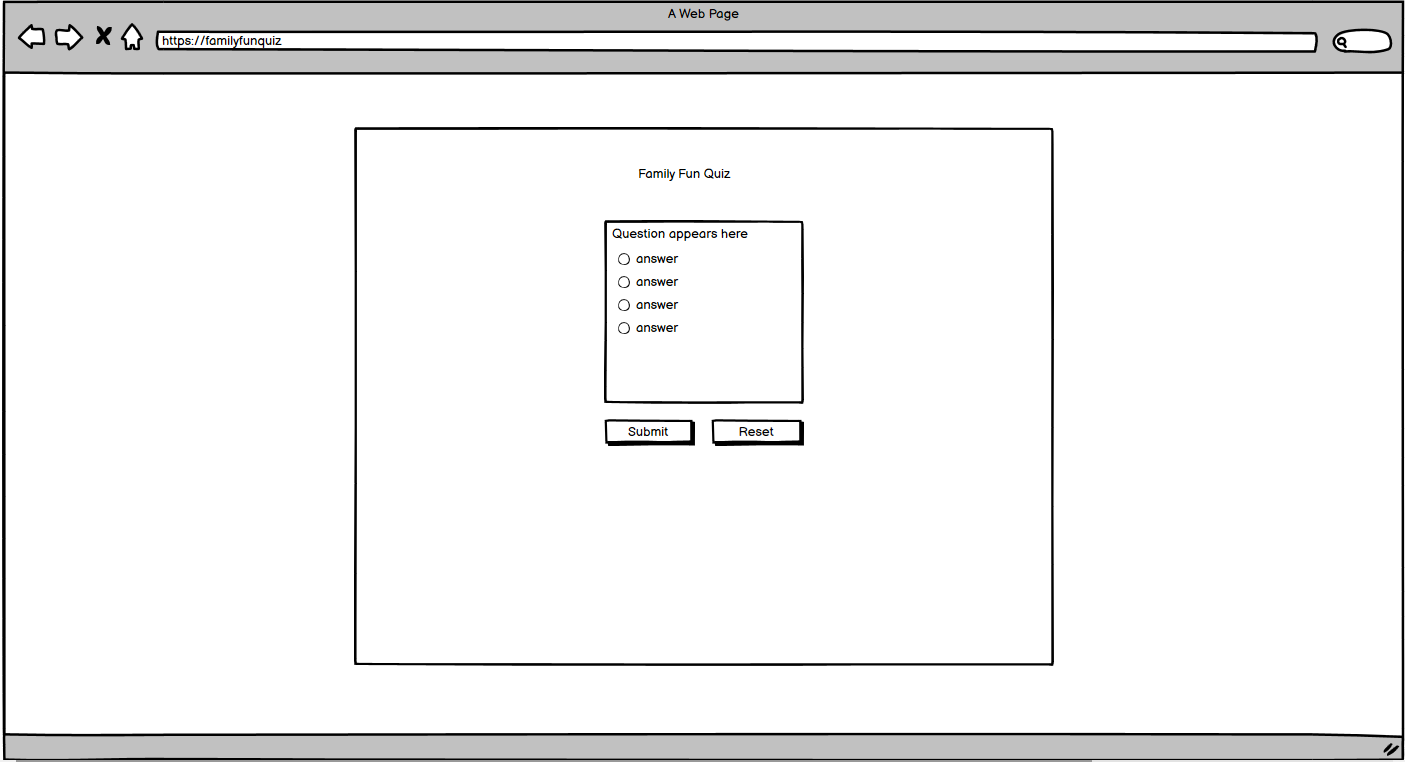 A Web Page
https://familyfunquiz
Family Fun Quiz
Question appears here
answer
answer
answer
answer
Submit
Reset